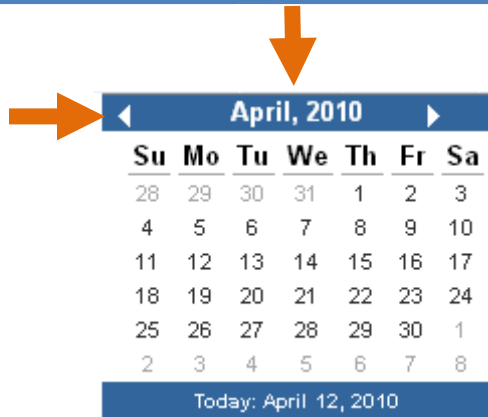 April, 2010
Su Mo Tu We Th Fr Sa
28 29 30 31 1 2 3
4 5 6 7 8 9 10
11 12 13 14 15 16 17
18 19 20 21 22 23 24
25 26 27 28 29 30 1
2 3 4 5 6 7 8
Today: April 12, 2010